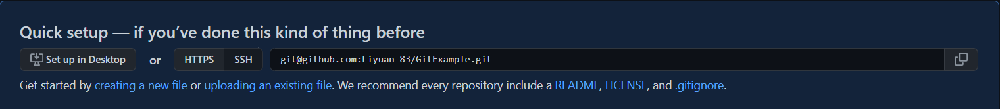 Quick setup — if you’ve done this kind of thing before
Set up in Desktop or HTTPS SSH git@github.com:Liyuan-83/GitExample.git
Get started by creating a new file or uploading an existing file. We recommend every repository include a README, LICENSE, and .gitignore.